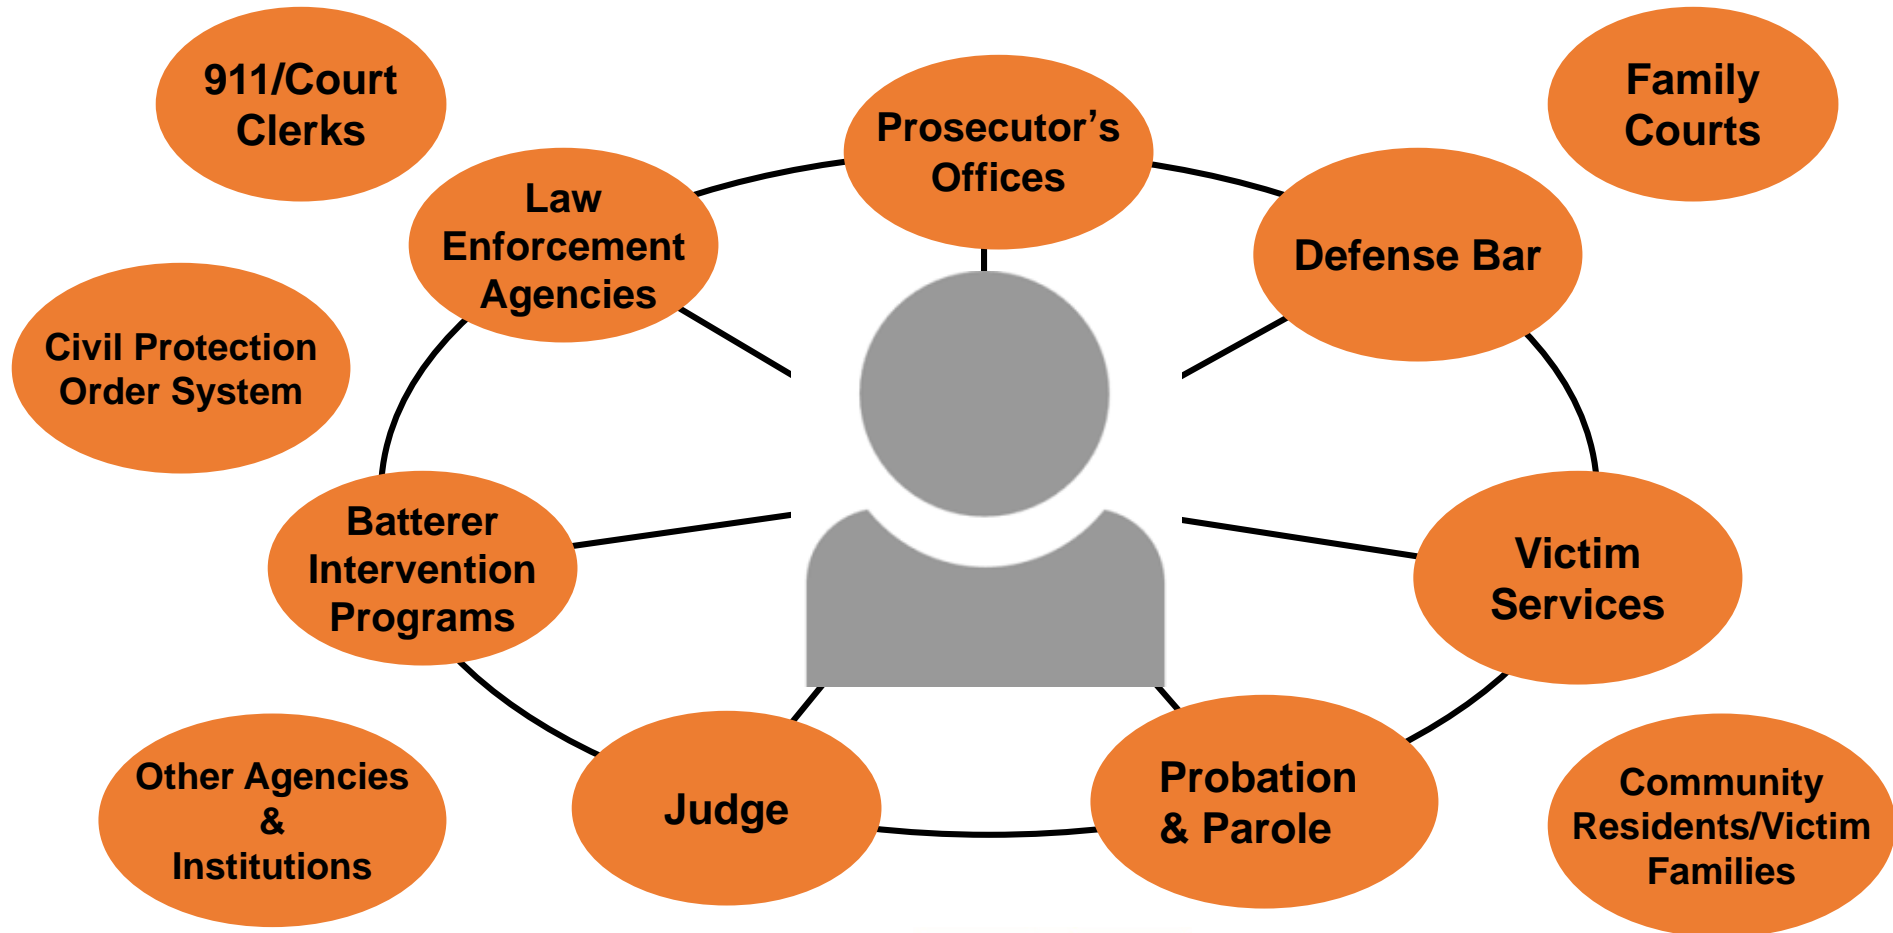 911/Court
Clerks
Prosecutor’s
Offices
Family
Courts
Law
Enforcement
Agencies
Defense Bar
Civil Protection
Order System
Batterer
Intervention
Programs
Victim
Services
Other Agencies
&
Institutions
Judge
Probation
& Parole
Community
Residents/Victim
Families